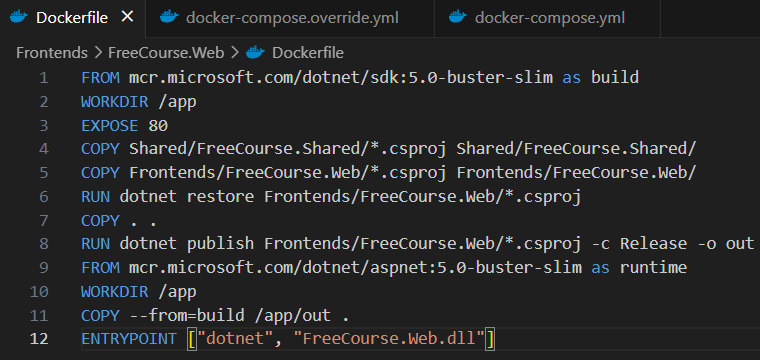 Dockerfile docker-compose.override.yml docker-compose.yml
Frontends > FreeCourse.Web > Dockerfile
1 FROM mcr.microsoft.com/dotnet/sdk:5.0-buster-slim as build
2 WORKDIR /app
3 EXPOSE 80
4 COPY Shared/FreeCourse.Shared/*.csproj Shared/FreeCourse.Shared/
5 COPY Frontends/FreeCourse.Web/*.csproj Frontends/FreeCourse.Web/
6 RUN dotnet restore Frontends/FreeCourse.Web/*.csproj
7 COPY . .
8 RUN dotnet publish Frontends/FreeCourse.Web/*.csproj -c Release -o out
9 FROM mcr.microsoft.com/dotnet/aspnet:5.0-buster-slim as runtime
10 WORKDIR /app
11 COPY --from=build /app/out .
12 ENTRYPOINT ["dotnet", "FreeCourse.Web.dll"]